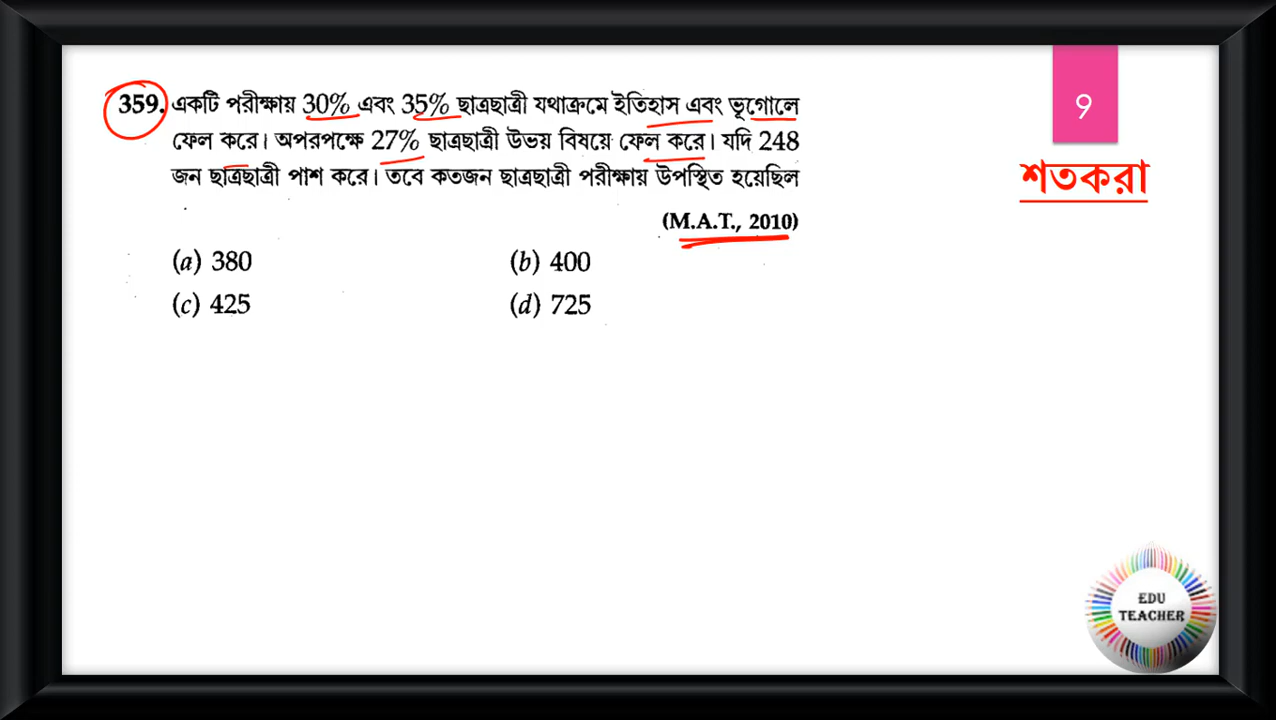 359. একটি পরীক্ষায় 30% এবং 35% ছাত্রছাত্রী যথাক্রমে ইতিহাস এবং ভূগোলে
ফেল করে। অপরপক্ষে 27% ছাত্রছাত্রী উভয় বিষয়ে ফেল করে। যদি 248
জন ছাত্রছাত্রী পাশ করে। তবে কতজন ছাত্রছাত্রী পরীক্ষায় উপস্থিত হয়েছিল
(M.A.T., 2010)
(a) 380 (b) 400
(c) 425 (d) 725
9
শতকরা
EDU
TEACHER